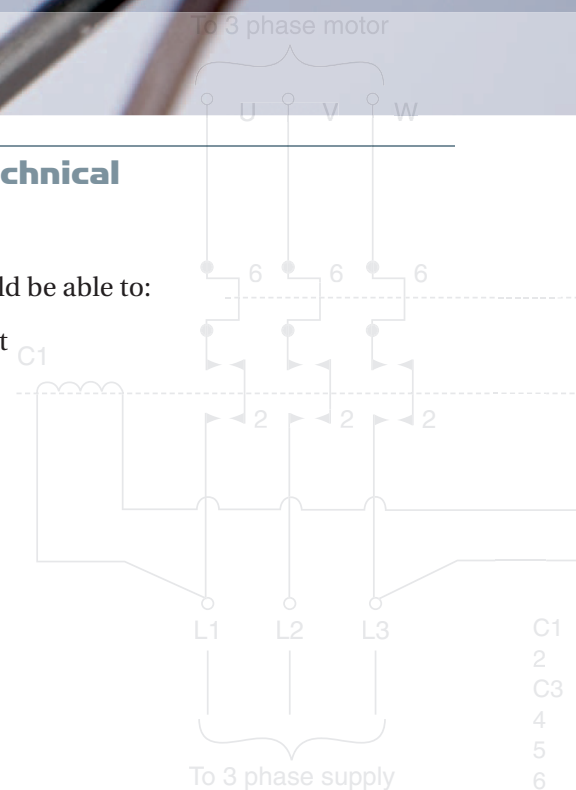 To 3 phase motor
U V W
chnical
ld be able to:
6 6 6
t
C1
2 2 2
L1 L2 L3
C1
2
C3
4
5
6
To 3 phase supply